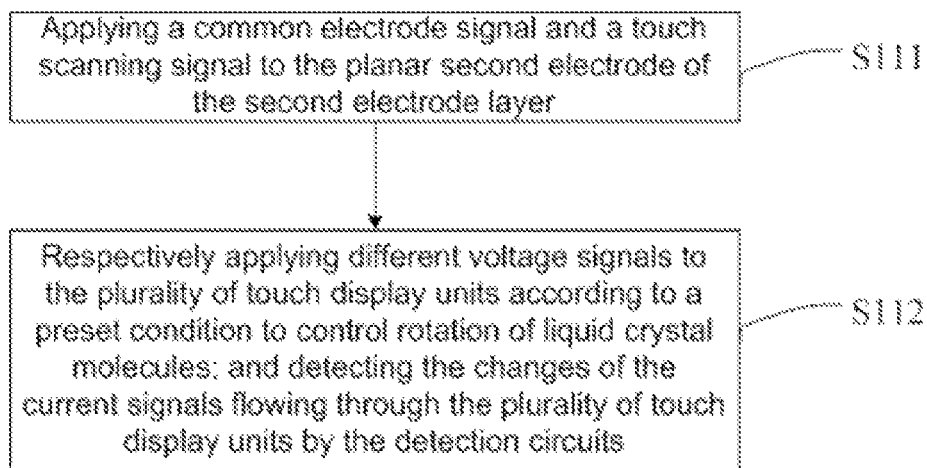 Applying a common electrode signal and a touch
scanning signal to the planar second electrode of
the second electrode layer
S111
Respectively applying different voltage signals to
the plurality of touch display units according to a
preset condition to control rotation of liquid crystal
molecules; and detecting the changes of the
current signals flowing through the plurality of touch
display units by the detection circuits
S112